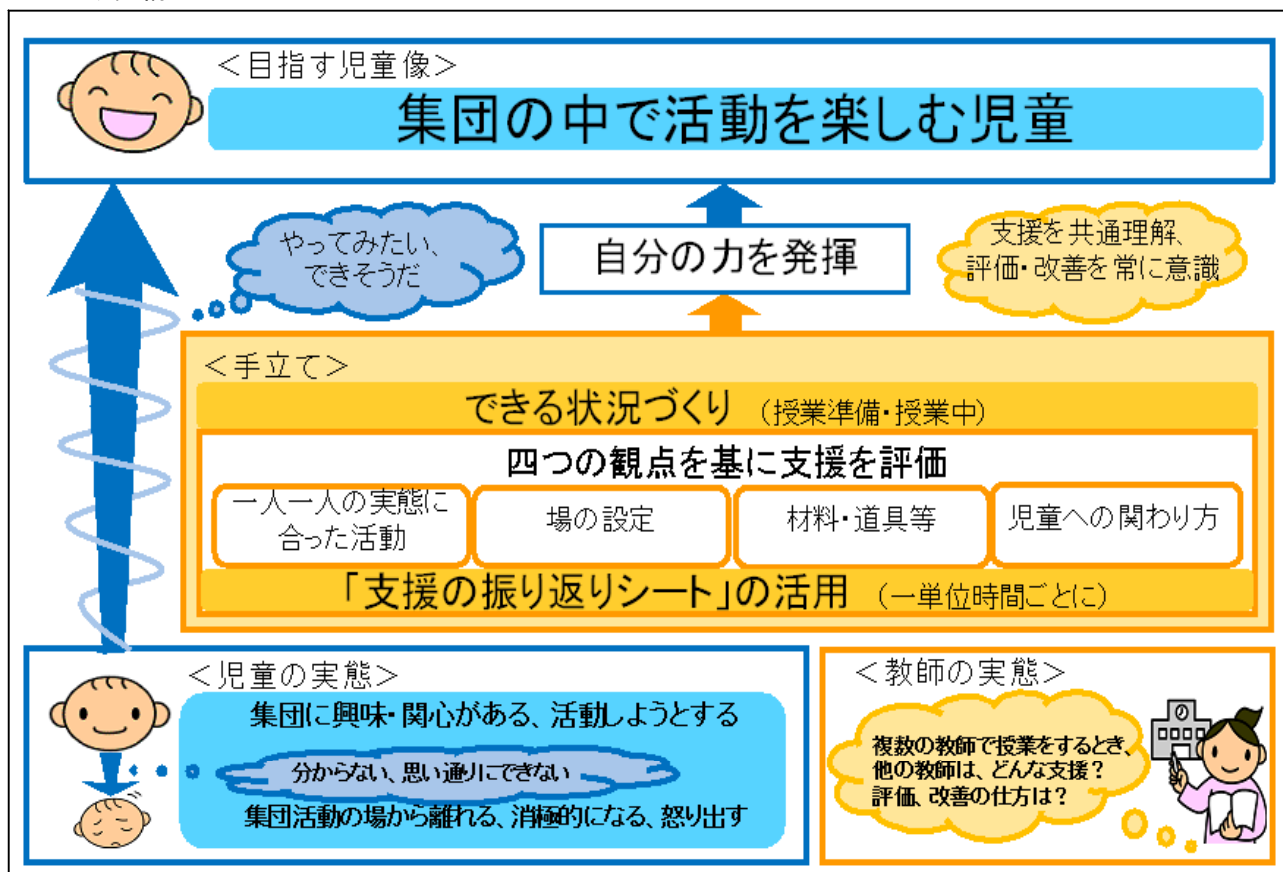 ＜目指す児童像＞
集団の中で活動を楽しむ児童
やってみたい、
できそうだ
自分の力を発揮
支援を共通理解、
評価・改善を常に意識
＜手立て＞
できる状況づくり（授業準備・授業中）
四つの観点を基に支援を評価
一人一人の実態に
合った活動
場の設定
材料・道具等
児童への関わり方
「支援の振り返りシート」の活用（一単位時間ごとに）
＜児童の実態＞
集団に興味・関心がある、活動しようとする
分からない、思い通りにできない
集団活動の場から離れる、消極的になる、怒り出す
＜教師の実態＞
複数の教師で授業をするとき、
他の教師は、どんな支援？
評価、改善の仕方は？